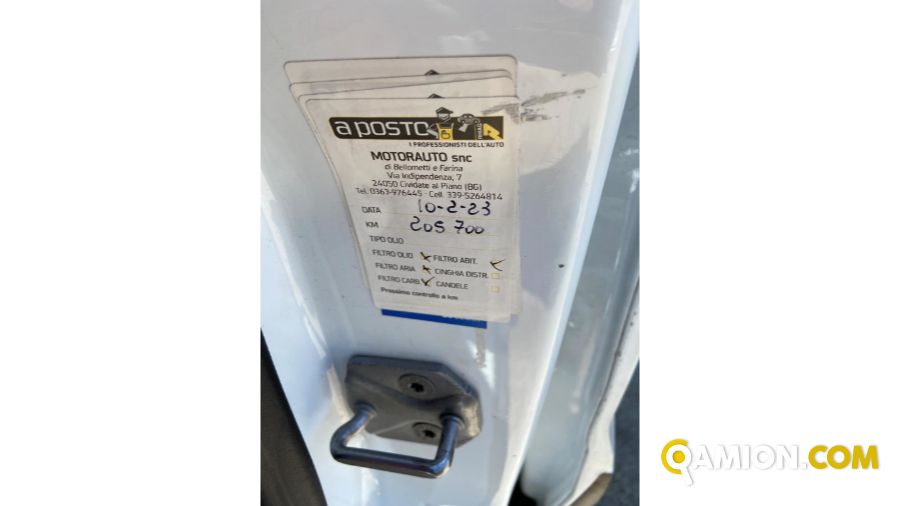 a posto
I PROFESSIONISTI DELL'AUTO
MOTORAUTO snc
di Bellometti e Farina
Via Indipendenza, 7
24050 Cividate al Piano (BG)
Tel. 0363-976445 - Cell. 339-5264814
DATA 10-2-23
KM 205 700
TIPO OLIO
FILTRO OLIO FILTRO ABIT.
FILTRO ARIA CINGHIA DISTR.
FILTRO CARB. CANDELE
Prossimo controllo a km
QAMION.COM